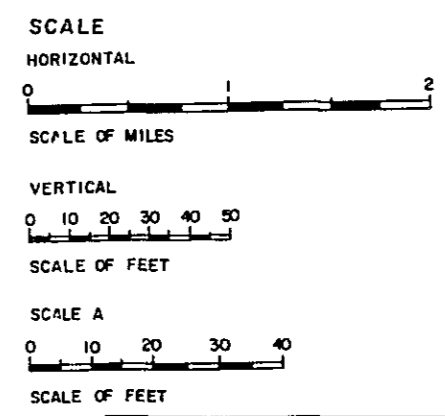 SCALE
HORIZONTAL
0 1 2
SCALE OF MILES
VERTICAL
0 10 20 30 40 50
SCALE OF FEET
SCALE A
0 10 20 30 40
SCALE OF FEET